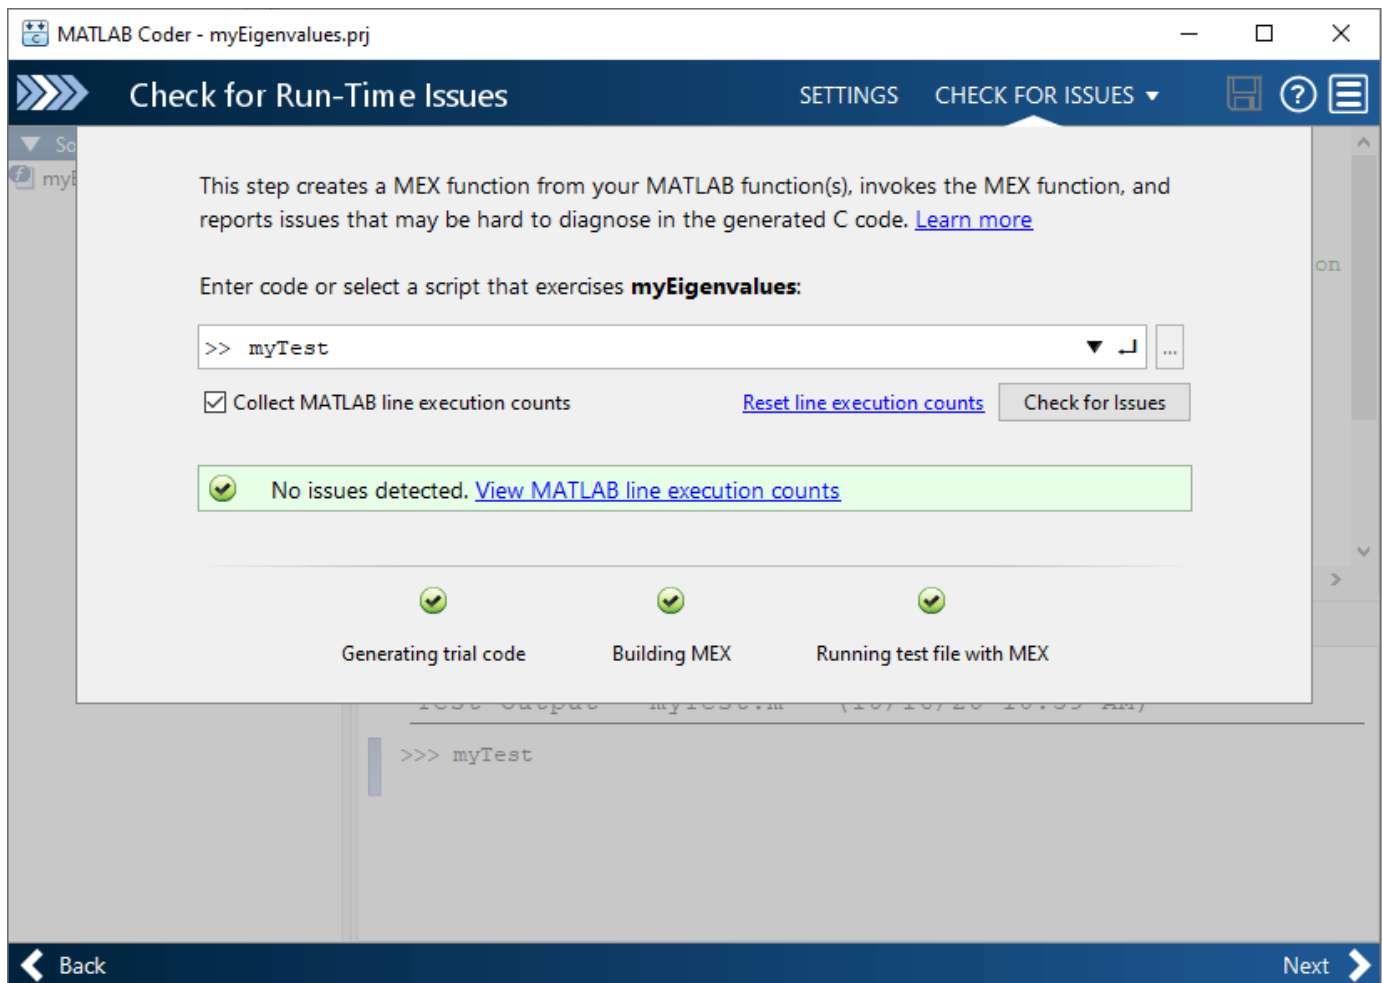 MATLAB Coder - myEigenvalues.prj
Check for Run-Time Issues
SETTINGS
CHECK FOR ISSUES
This step creates a MEX function from your MATLAB function(s), invokes the MEX function, and
reports issues that may be hard to diagnose in the generated C code. Learn more
on
Enter code or select a script that exercises myEigenvalues:
>> myTest
...
Collect MATLAB line execution counts
Reset line execution counts
Check for Issues
No issues detected. View MATLAB line execution counts
Generating trial code
Building MEX
Running test file with MEX
>>> myTest
Back
Next